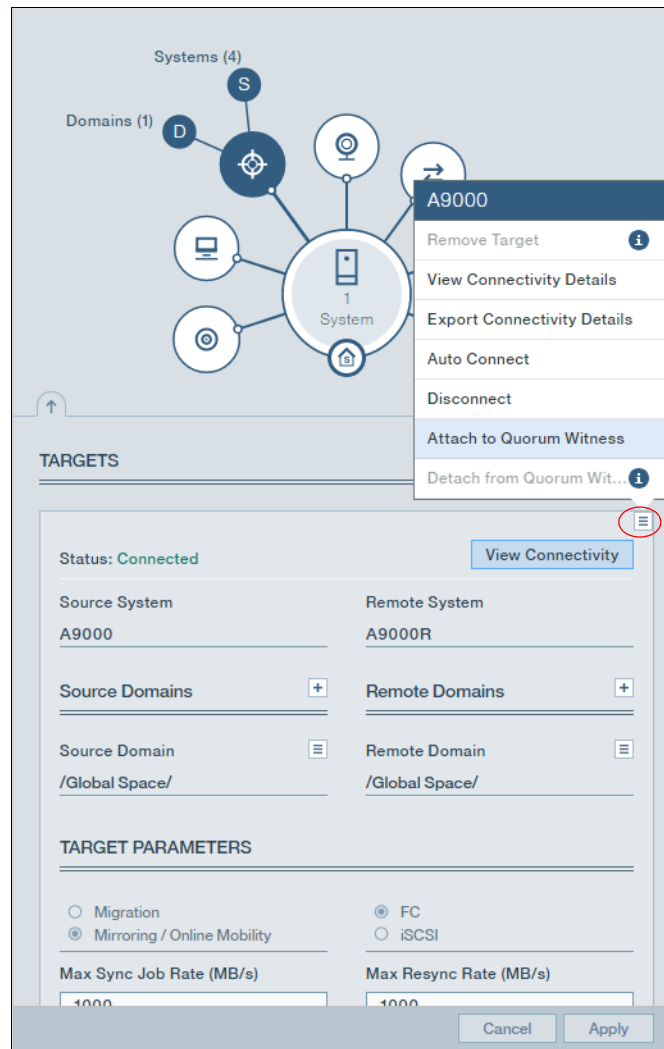 Systems (4)
S
Domains (1)
D
A9000
Remove Target
i
View Connectivity Details
Export Connectivity Details
1
System
Auto Connect
S
Disconnect
Attach to Quorum Witness
TARGETS
Detach from Quorum Wit...
i
Status: Connected
View Connectivity
Source System
Remote System
A9000
A9000R
Source Domains
+
Remote Domains
+
Source Domain
Remote Domain
/Global Space/
/Global Space/
TARGET PARAMETERS
Migration
FC
Mirroring / Online Mobility
iSCSI
Max Sync Job Rate (MB/s)
Max Resync Rate (MB/s)
1000
1000
Cancel
Apply